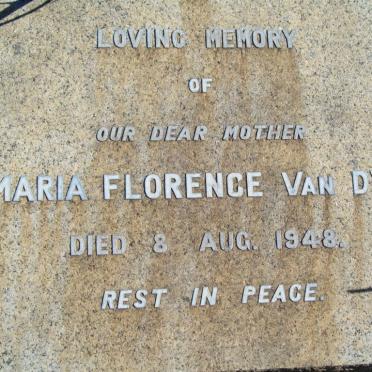 LOVING MEMORY
OF
OUR DEAR MOTHER
MARIA FLORENCE VAN D
DIED 8 AUG. 1948.
REST IN PEACE.